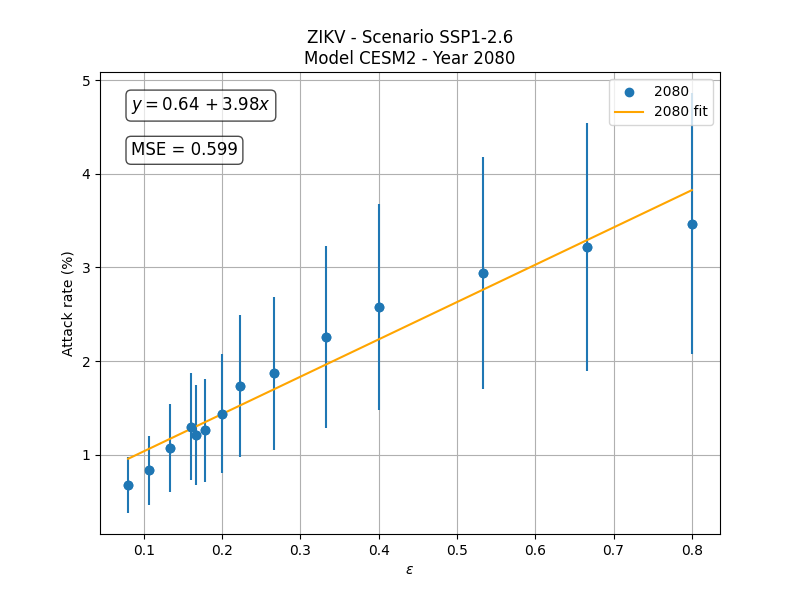 ZIKV - Scenario SSP1-2.6
Model CESM2 - Year 2080
y = 0.64 + 3.98x
MSE = 0.599
2080
2080 fit
Attack rate (%)
5
4
3
2
1
0.1 0.2 0.3 0.4 0.5 0.6 0.7 0.8
ε